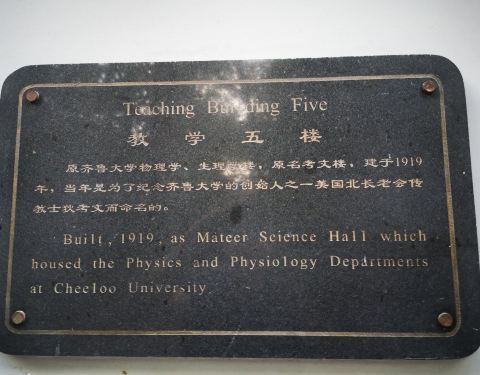 Teaching Building Five
教 学 五 楼
原齐鲁大学物理学、生理学楼，原名考文楼，建于1919
年，当年是为了纪念齐鲁大学的创始人之一美国北长老会传
教士狄考文而命名的。
Built, 1919, as Mateer Science Hall which
housed the Physics and Physiology Departments
at Cheeloo University